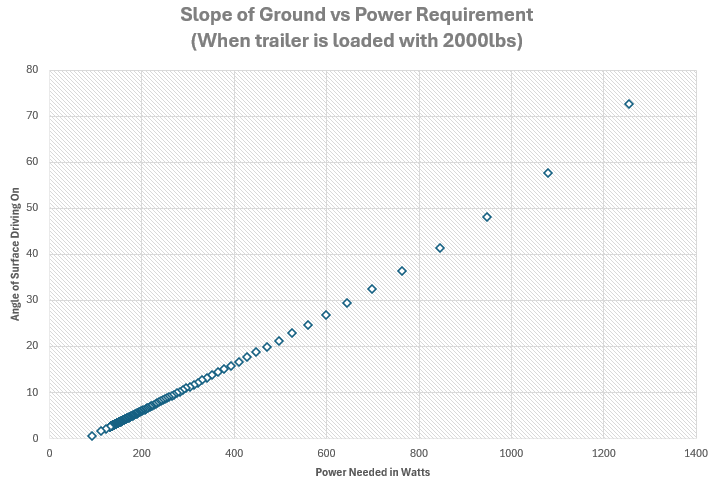 Slope of Ground vs Power Requirement
(When trailer is loaded with 2000lbs)
80
70
60
50
40
30
20
10
0
Angle of Surface Driving On
0 200 400 600 800 1000 1200 1400
Power Needed in Watts